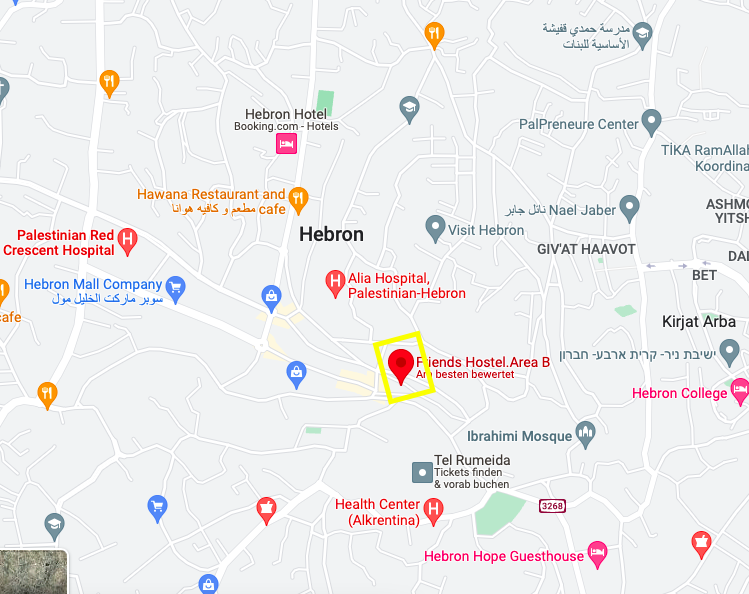 مدرسة حمدي قفيشة
الأساسية للبنات
Hebron Hotel
Booking.com - Hotels
PalPreneure Center
TİKA RamAllah
Koordina
Hawana Restaurant and
cafe مطعم و كافيه هوانا
Nael Jaber نائل جابر
ASHMO
YITSH
Palestinian Red
Crescent Hospital
Hebron
Visit Hebron
GIV'AT HAAVOT
DAL
BET
Hebron Mall Company
سوبر ماركت الخليل مول
Alia Hospital,
Palestinian-Hebron
cafe
Kirjat Arba
ישיבת ניר- קרית ארבע- חברון
Friends Hostel.Area B
Am besten bewertet
Hebron College
Ibrahimi Mosque
Tel Rumeida
Tickets finden
& vorab buchen
Health Center
(Alkrentina)
3268
Hebron Hope Guesthouse